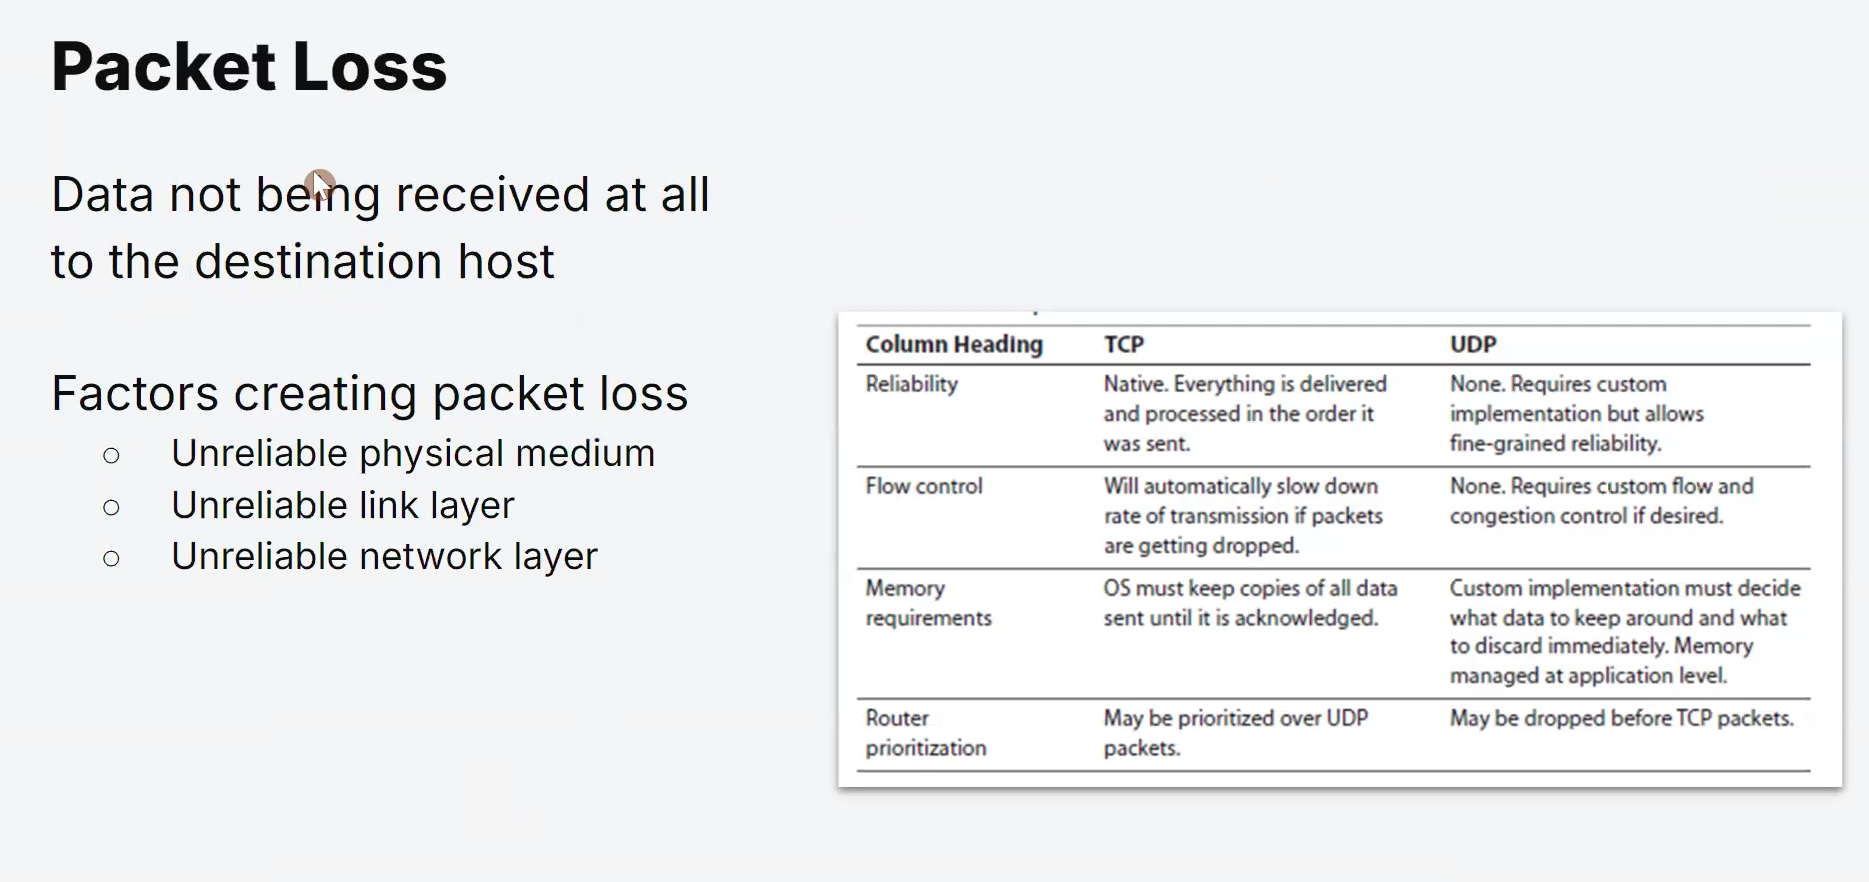 Packet Loss
Data not being received at all
to the destination host
Factors creating packet loss
Unreliable physical medium
Unreliable link layer
Unreliable network layer
Column Heading TCP UDP
Reliability Native. Everything is delivered None. Requires custom
and processed in the order it implementation but allows
was sent. fine-grained reliability.
Flow control Will automatically slow down None. Requires custom flow and
rate of transmission if packets congestion control if desired.
are getting dropped.
Memory OS must keep copies of all data Custom implementation must decide
requirements sent until it is acknowledged. what data to keep around and what
to discard immediately. Memory
managed at application level.
Router May be prioritized over UDP May be dropped before TCP packets.
prioritization packets.